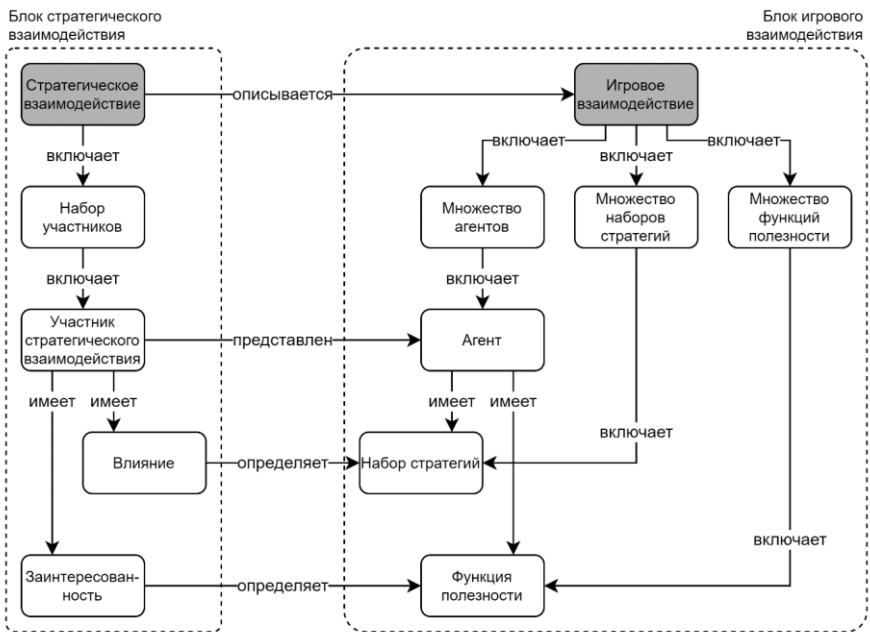 Блок стратегического
взаимодействия
Блок игрового
взаимодействия
Стратегическое
взаимодействие
описывается
Игровое
взаимодействие
включает
включает
включает
включает
Набор
участников
Множество
агентов
Множество
наборов
стратегий
Множество
функций
полезности
включает
включает
Участник
стратегического
взаимодействия
представлен
Агент
имеет
имеет
имеет
имеет
включает
Влияние
определяет
Набор стратегий
включает
Заинтересован-
ность
определяет
Функция
полезности